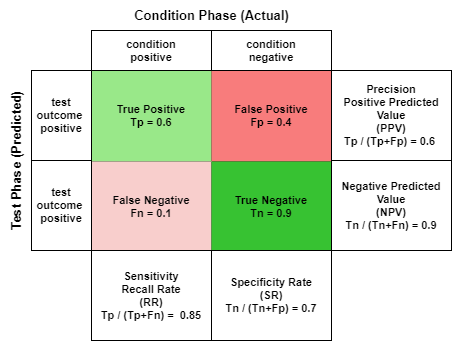 Condition Phase (Actual)
condition
positive
condition
negative
Test Phase (Predicted)
test
outcome
positive
True Positive
Tp = 0.6
False Positive
Fp = 0.4
Precision
Positive Predicted
Value
(PPV)
Tp / (Tp+Fp) = 0.6
test
outcome
positive
False Negative
Fn = 0.1
True Negative
Tn = 0.9
Negative Predicted
Value
(NPV)
Tn / (Tn+Fn) = 0.9
Sensitivity
Recall Rate
(RR)
Tp / (Tp+Fn) = 0.85
Specificity Rate
(SR)
Tn / (Tn+Fp) = 0.7